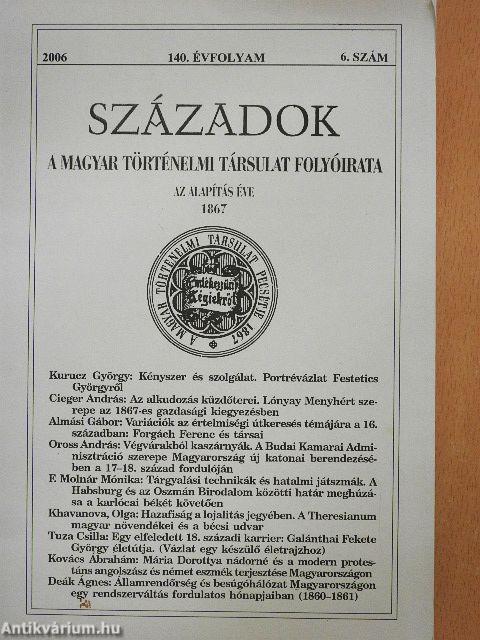 2006 140. ÉVFOLYAM 6. SZÁM
SZÁZADOK
A MAGYAR TÖRTÉNELMI TÁRSULAT FOLYÓIRATA
AZ ALAPÍTÁS ÉVE
1867
A MAGYAR TÖRTÉNELMI TÁRSULAT PECSÉTJE 1867
Emlékezzünk
Régiekről
Kurucz György: Kényszer és szolgálat. Portrévázlat Festetics
Györgyről
Cieger András: Az alkudozás küzdőterei. Lónyay Menyhért sze-
repe az 1867-es gazdasági kiegyezésben
Almási Gábor: Variációk az értelmiségi útkeresés témájára a 16.
században: Forgách Ferenc és társai
Oross András: Végvárakból kaszárnyák. A Budai Kamarai Admi-
nisztráció szerepe Magyarország új katonai berendezésé-
ben a 17-18. század fordulóján
F. Molnár Mónika: Tárgyalási technikák és hatalmi játszmák. A
Habsburg és az Oszmán Birodalom közötti határ meghúzá-
sa a karlócai békét követően
Khavanova, Olga: Hazafiság a lojalitás jegyében. A Theresianum
magyar növendékei és a bécsi udvar
Tuza Csilla: Egy elfeledett 18. századi karrier: Galánthai Fekete
György életútja. (Vázlat egy készülő életrajzhoz)
Kovács Ábrahám: Mária Dorottya nádorné és a modern protes-
táns angolszász és német eszmék terjesztése Magyarországon
Deák Ágnes: Államrendőrség és besúgóhálózat Magyarországon
egy rendszerváltás fordulatos hónapjaiban (1860-1861)
Antikvárium.hu